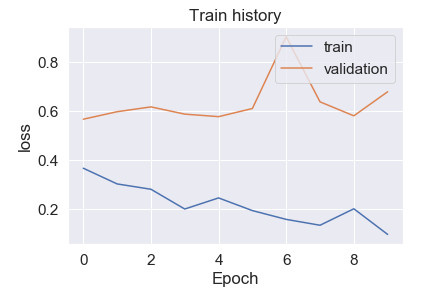 Train history
train
validation
0.8
0.6
0.4
0.2
loss
0 2 4 6 8
Epoch